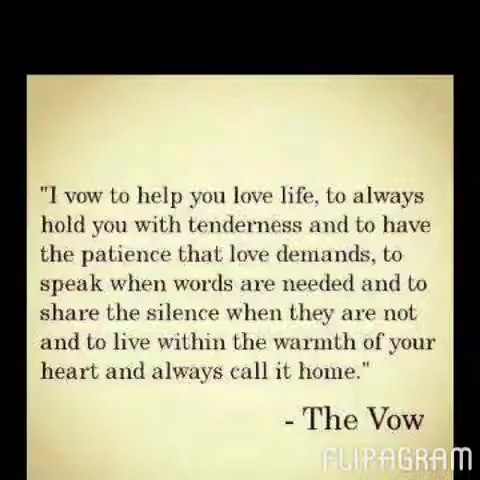 "I vow to help you love life, to always
hold you with tenderness and to have
the patience that love demands, to
speak when words are needed and to
share the silence when they are not
and to live within the warmth of your
heart and always call it home."
- The Vow
FLIPAGRAM